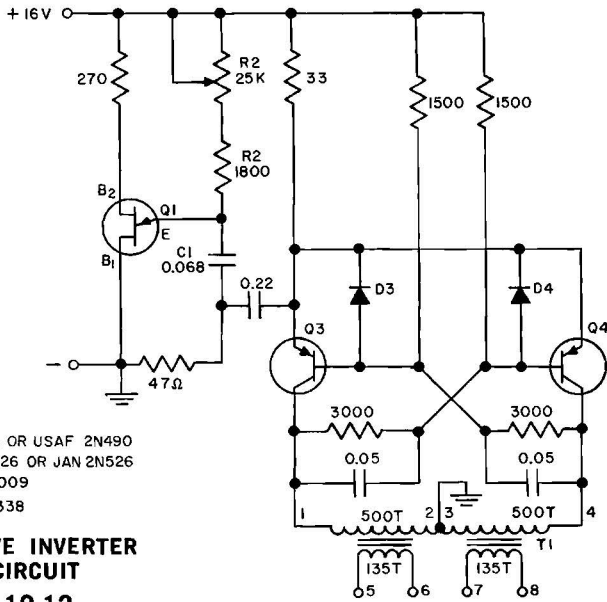 +16V
270
R2
25K
33
1500
1500
R2
1800
B2
Q1
E
B1
C1
0.068
0.22
D3
D4
Q3
Q4
−
47Ω
3000
3000
0.05
0.05
1
500T
2
3
500T
4
T1
135T
135T
5
6
7
8
OR USAF 2N490
26 OR JAN 2N526
009
338
E INVERTER
CIRCUIT